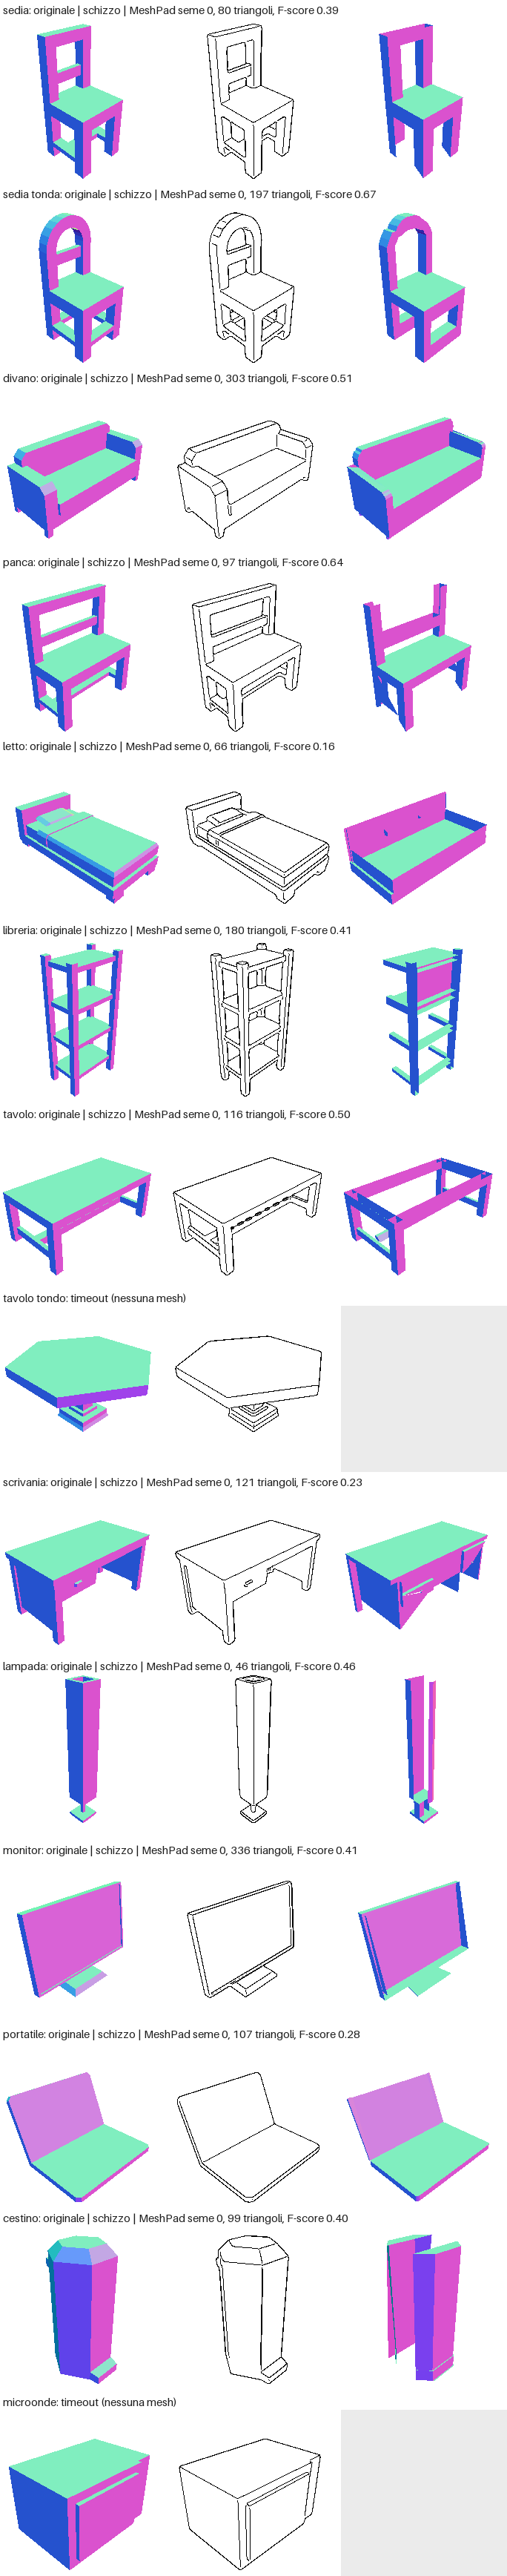 sedia: originale | schizzo | MeshPad seme 0, 80 triangoli, F-score 0.39
sedia tonda: originale | schizzo | MeshPad seme 0, 197 triangoli, F-score 0.67
divano: originale | schizzo | MeshPad seme 0, 303 triangoli, F-score 0.51
panca: originale | schizzo | MeshPad seme 0, 97 triangoli, F-score 0.64
letto: originale | schizzo | MeshPad seme 0, 66 triangoli, F-score 0.16
libreria: originale | schizzo | MeshPad seme 0, 180 triangoli, F-score 0.41
tavolo: originale | schizzo | MeshPad seme 0, 116 triangoli, F-score 0.50
tavolo tondo: timeout (nessuna mesh)
scrivania: originale | schizzo | MeshPad seme 0, 121 triangoli, F-score 0.23
lampada: originale | schizzo | MeshPad seme 0, 46 triangoli, F-score 0.46
monitor: originale | schizzo | MeshPad seme 0, 336 triangoli, F-score 0.41
portatile: originale | schizzo | MeshPad seme 0, 107 triangoli, F-score 0.28
cestino: originale | schizzo | MeshPad seme 0, 99 triangoli, F-score 0.40
microonde: timeout (nessuna mesh)